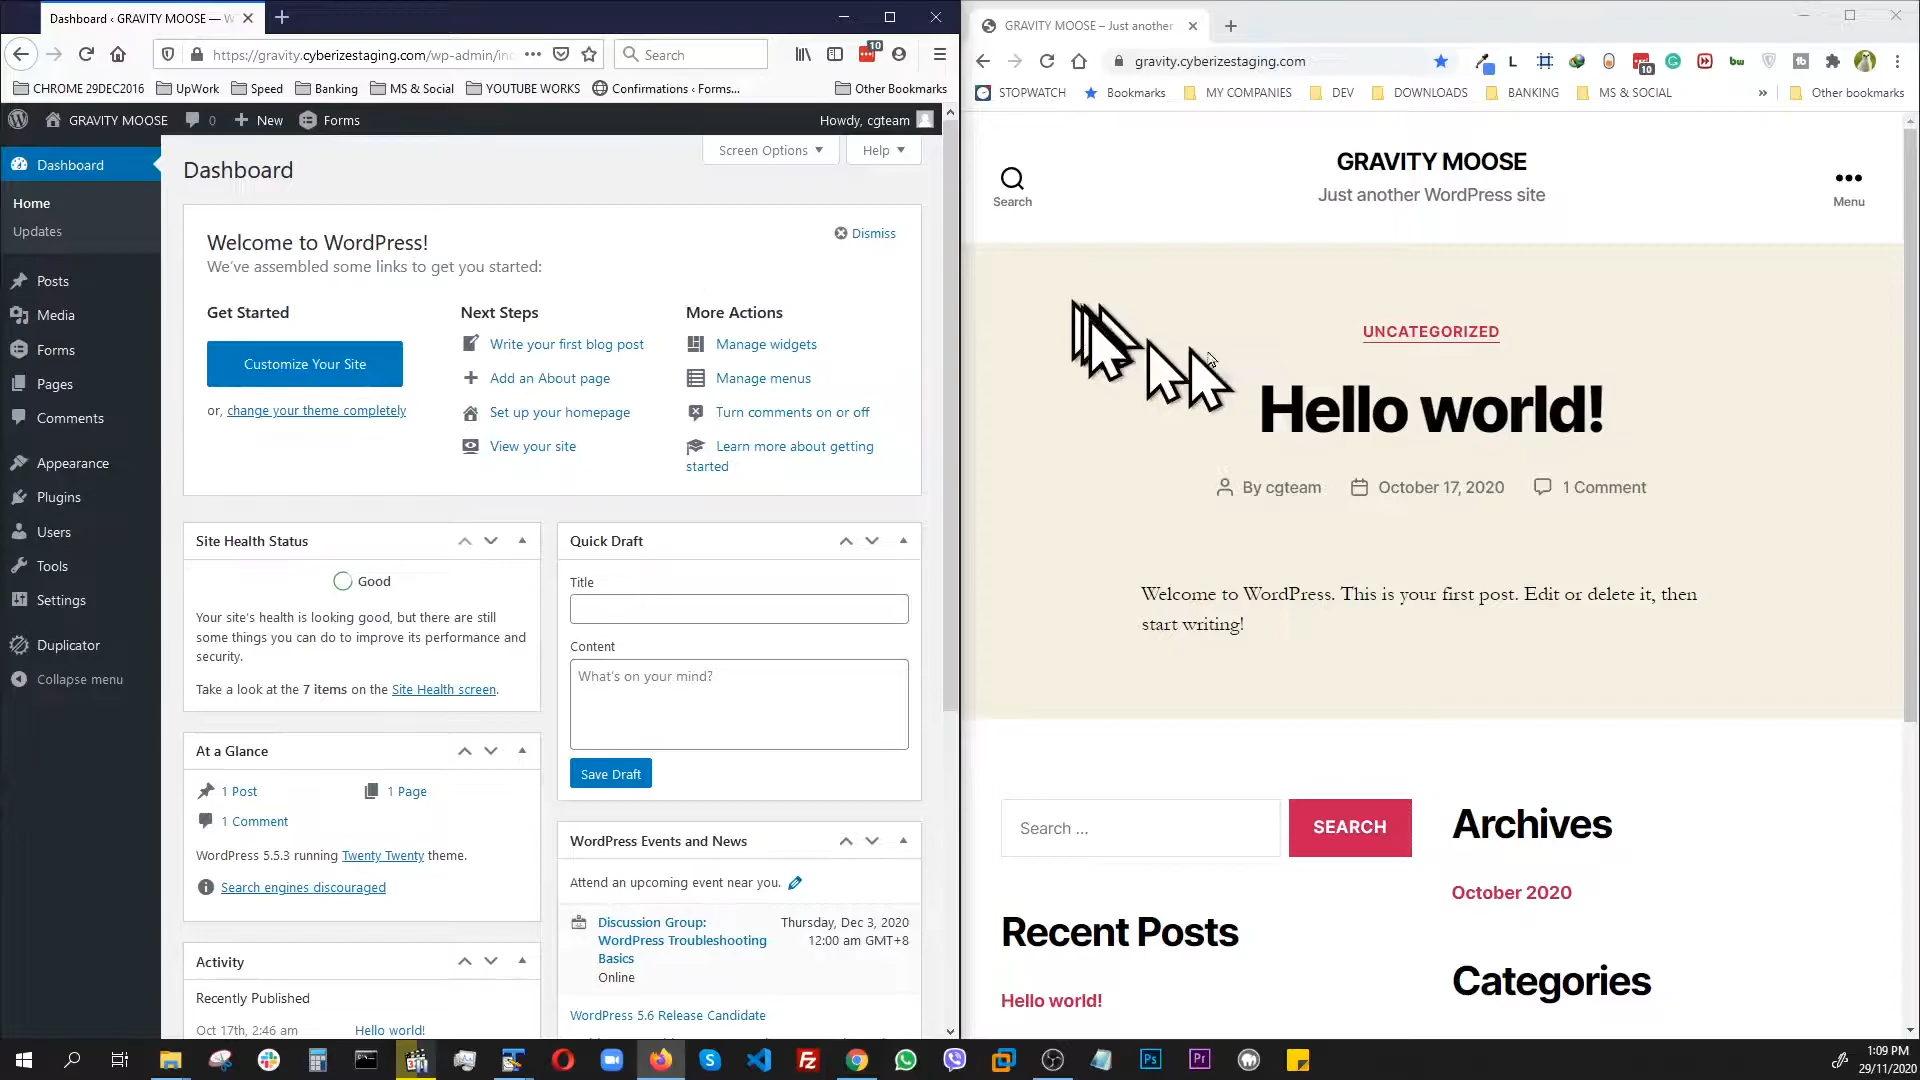 Dashboard ‹ GRAVITY MOOSE — W
https://gravity.cyberizestaging.com/wp-admin/in
Search
10
CHROME 29DEC2016
UpWork
Speed
Banking
MS & Social
YOUTUBE WORKS
Confirmations ‹ Forms...
Other Bookmarks
GRAVITY MOOSE
0
New
Forms
Howdy, cgteam
Dashboard
Home
Updates
Posts
Media
Forms
Pages
Comments
Appearance
Plugins
Users
Tools
Settings
Duplicator
Collapse menu
Screen Options
Help
Dashboard
Welcome to WordPress!
Dismiss
We've assembled some links to get you started:
Get Started
Customize Your Site
or, change your theme completely
Next Steps
Write your first blog post
Add an About page
Set up your homepage
View your site
More Actions
Manage widgets
Manage menus
Turn comments on or off
Learn more about getting
started
Site Health Status
Good
Your site's health is looking good, but there are still
some things you can do to improve its performance and
security.
Take a look at the 7 items on the Site Health screen.
At a Glance
1 Post
1 Page
1 Comment
WordPress 5.5.3 running Twenty Twenty theme.
Search engines discouraged
Activity
Recently Published
Oct 17th, 2:46 am
Hello world!
Quick Draft
Title
Content
What's on your mind?
Save Draft
WordPress Events and News
Attend an upcoming event near you.
Discussion Group:
WordPress Troubleshooting
Basics
Online
Thursday, Dec 3, 2020
12:00 am GMT+8
WordPress 5.6 Release Candidate
GRAVITY MOOSE – Just another
gravity.cyberizestaging.com
L
10
bw
STOPWATCH
Bookmarks
MY COMPANIES
DEV
DOWNLOADS
BANKING
MS & SOCIAL
Other bookmarks
Search
GRAVITY MOOSE
Just another WordPress site
Menu
UNCATEGORIZED
Hello world!
By cgteam
October 17, 2020
1 Comment
Welcome to WordPress. This is your first post. Edit or delete it, then
start writing!
Search …
SEARCH
Recent Posts
Hello world!
Archives
October 2020
Categories
Ps
Pr
1:09 PM
29/11/2020